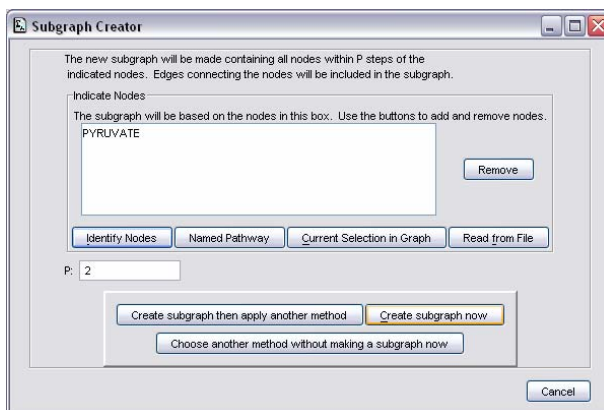 Subgraph Creator
The new subgraph will be made containing all nodes within P steps of the
indicated nodes. Edges connecting the nodes will be included in the subgraph.
Indicate Nodes
The subgraph will be based on the nodes in this box. Use the buttons to add and remove nodes.
PYRUVATE
Remove
Identify Nodes Named Pathway Current Selection in Graph Read from File
P: 2
Create subgraph then apply another method Create subgraph now
Choose another method without making a subgraph now
Cancel